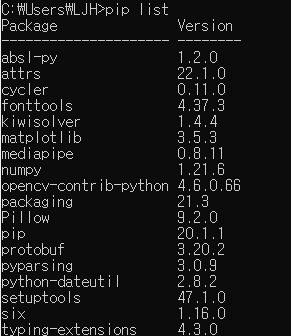 C:₩Users₩LJH>pip list
Package Version
--------------------- ---------
absl-py 1.2.0
attrs 22.1.0
cycler 0.11.0
fonttools 4.37.3
kiwisolver 1.4.4
matplotlib 3.5.3
mediapipe 0.8.11
numpy 1.21.6
opencv-contrib-python 4.6.0.66
packaging 21.3
Pillow 9.2.0
pip 20.1.1
protobuf 3.20.2
pyparsing 3.0.9
python-dateutil 2.8.2
setuptools 47.1.0
six 1.16.0
typing-extensions 4.3.0